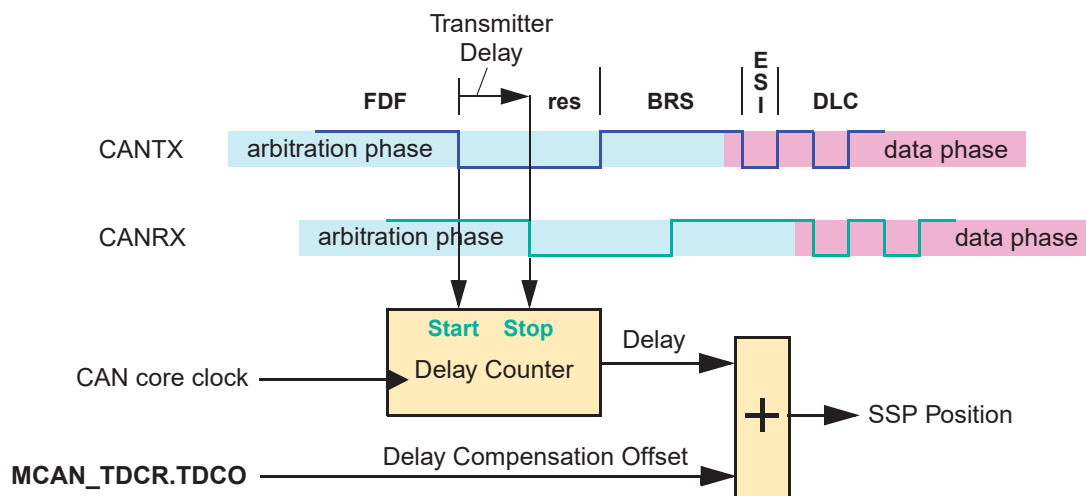 Transmitter
Delay
FDF
res
BRS
E
S
I
DLC
CANTX
arbitration phase
data phase
CANRX
arbitration phase
data phase
Start
Stop
Delay
Delay Counter
CAN core clock
+
SSP Position
Delay Compensation Offset
MCAN_TDCR.TDCO